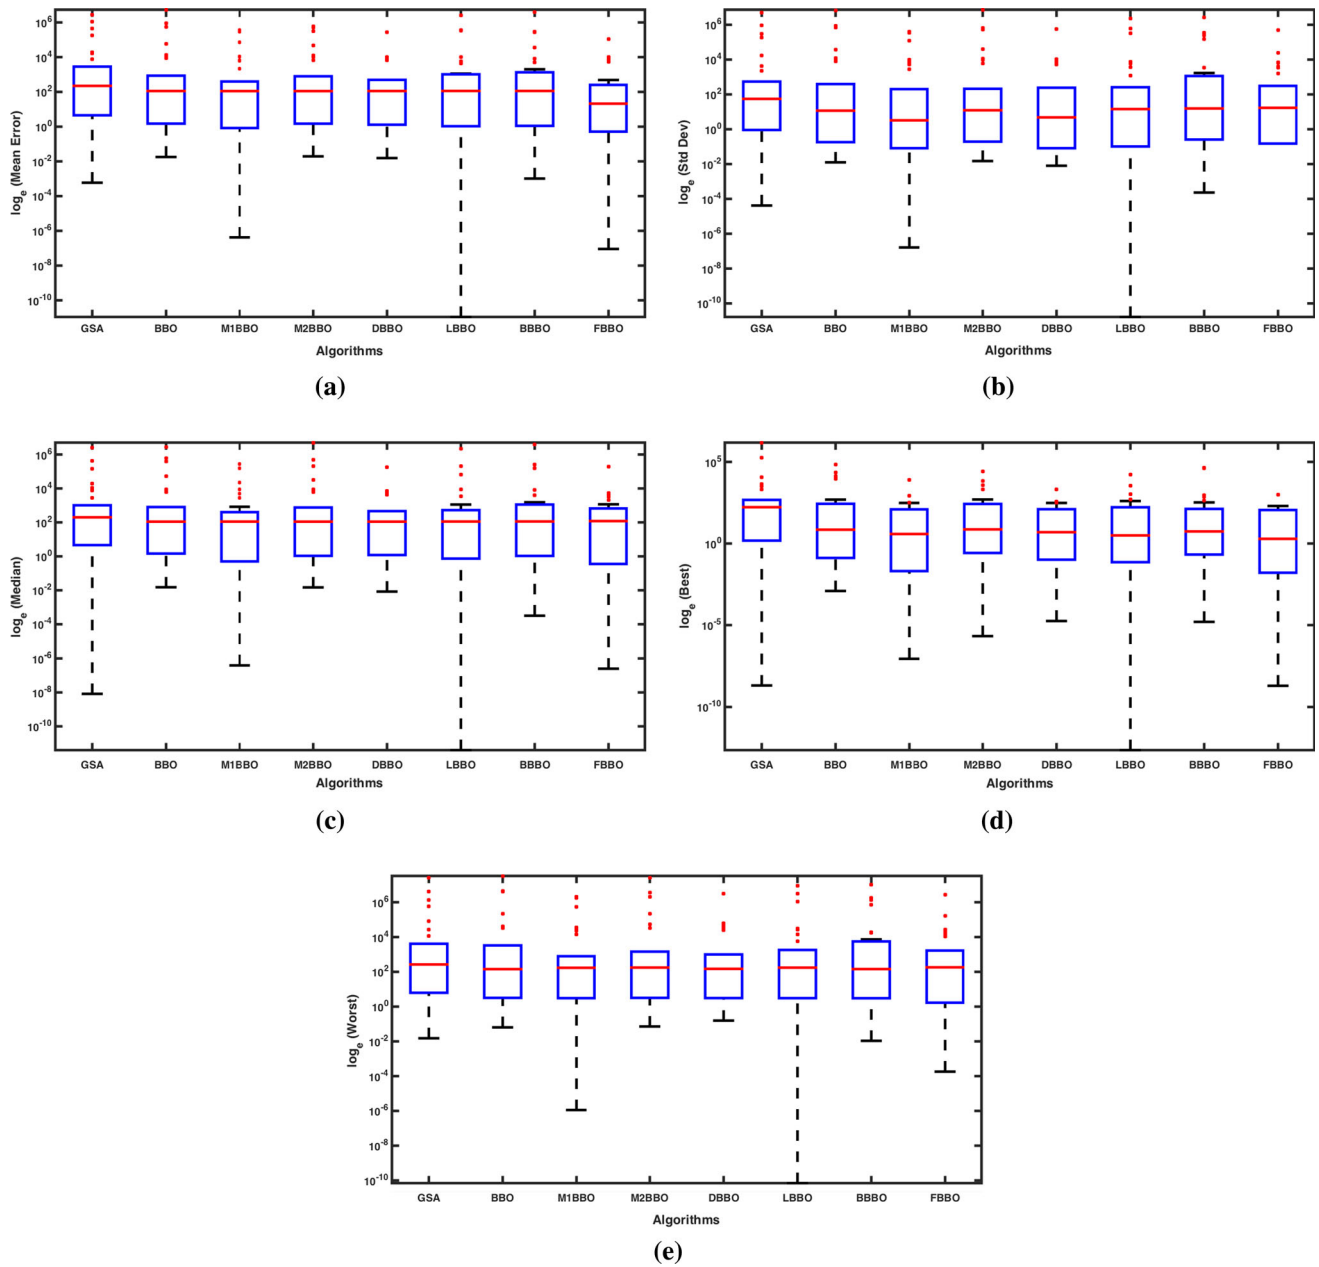 10^6
10^4
10^2
10^0
10^-2
10^-4
10^-6
10^-8
10^-10
log_e (Mean Error)
GSA BBO M1BBO M2BBO DBBO LBBO BBBO FBBO
Algorithms
(a)
10^6
10^4
10^2
10^0
10^-2
10^-4
10^-6
10^-8
10^-10
log_e (Std Dev)
GSA BBO M1BBO M2BBO DBBO LBBO BBBO FBBO
Algorithms
(b)
10^6
10^4
10^2
10^0
10^-2
10^-4
10^-6
10^-8
10^-10
log_e (Median)
GSA BBO M1BBO M2BBO DBBO LBBO BBBO FBBO
Algorithms
(c)
10^5
10^0
10^-5
10^-10
log_e (Best)
GSA BBO M1BBO M2BBO DBBO LBBO BBBO FBBO
Algorithms
(d)
10^6
10^4
10^2
10^0
10^-2
10^-4
10^-6
10^-8
10^-10
log_e (Worst)
GSA BBO M1BBO M2BBO DBBO LBBO BBBO FBBO
Algorithms
(e)